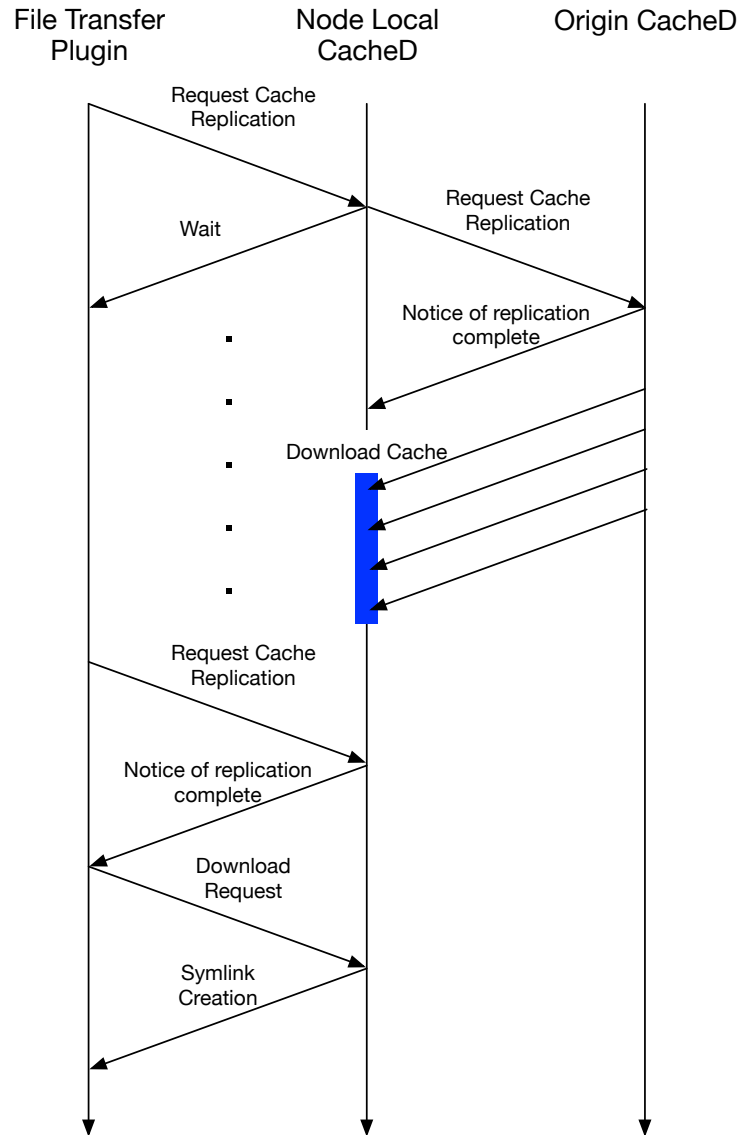 File Transfer
Plugin
Node Local
CacheD
Origin CacheD
Request Cache
Replication
Request Cache
Replication
Wait
Notice of replication
complete
Download Cache
Request Cache
Replication
Notice of replication
complete
Download
Request
Symlink
Creation